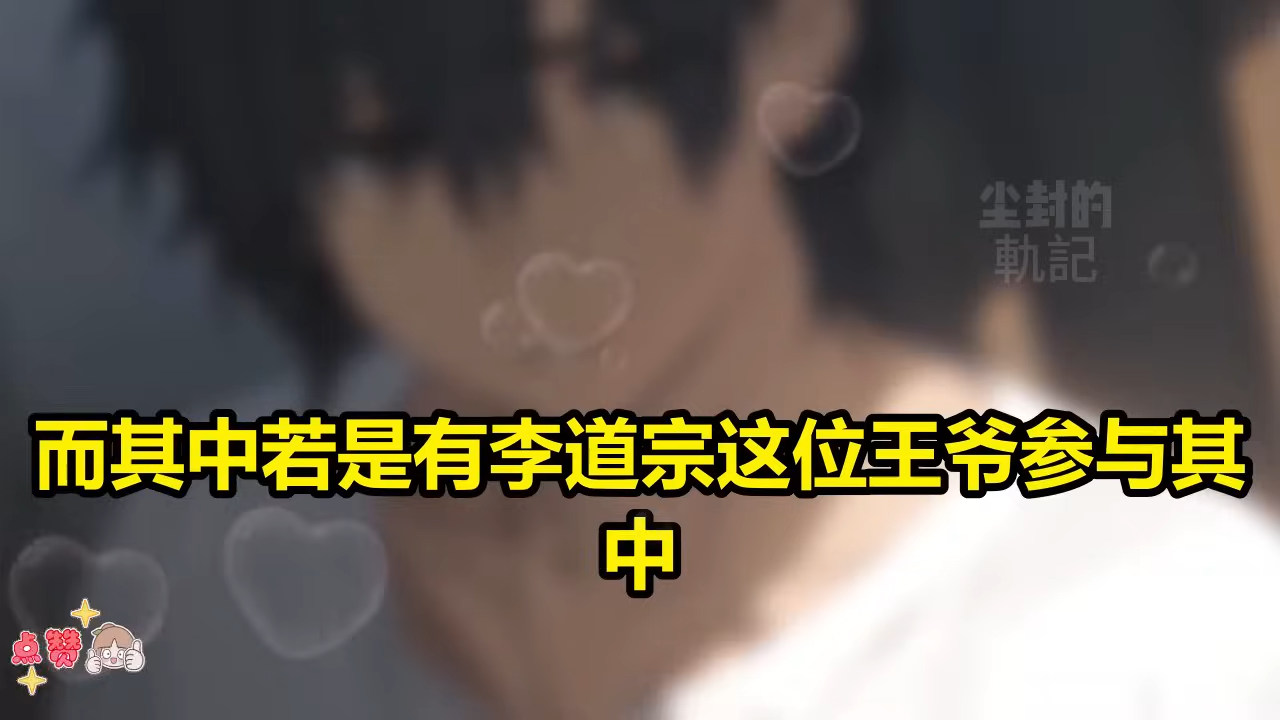 尘封的
軌記
而其中若是有李道宗这位王爷参与其
中
点赞